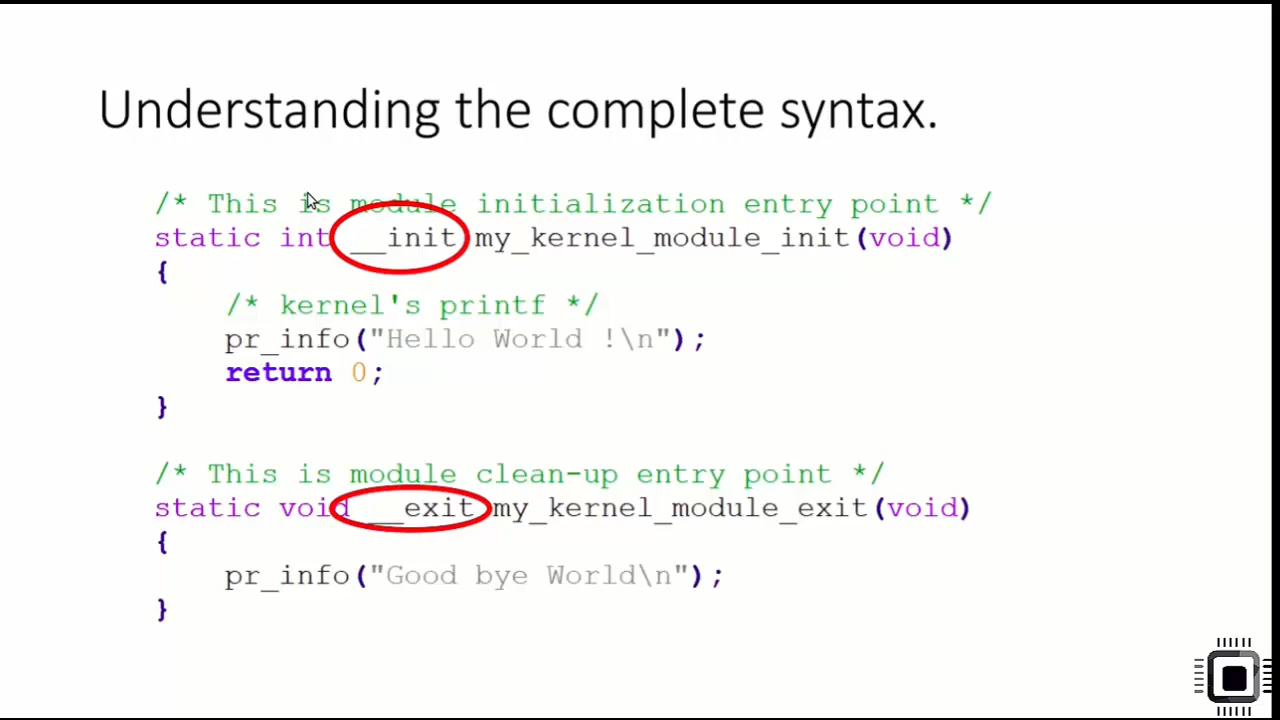 Understanding the complete syntax.
/* This is module initialization entry point */
static int __init my_kernel_module_init(void)
{
/* kernel's printf */
pr_info("Hello World !\n");
return 0;
}
/* This is module clean-up entry point */
static void __exit my_kernel_module_exit(void)
{
pr_info("Good bye World\n");
}